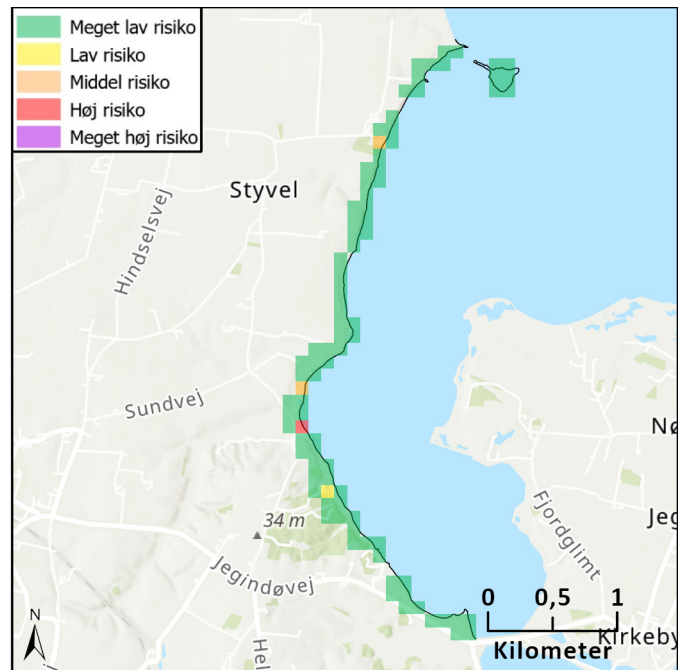 Meget lav risiko
Lav risiko
Middel risiko
Høj risiko
Meget høj risiko
Styvel
Hindselsvej
Sundvej
Nø
Fjordglimt
Jeg
34 m
Jegindøvej
Hel
0 0,5 1
Kilometer
Kirkeby
N